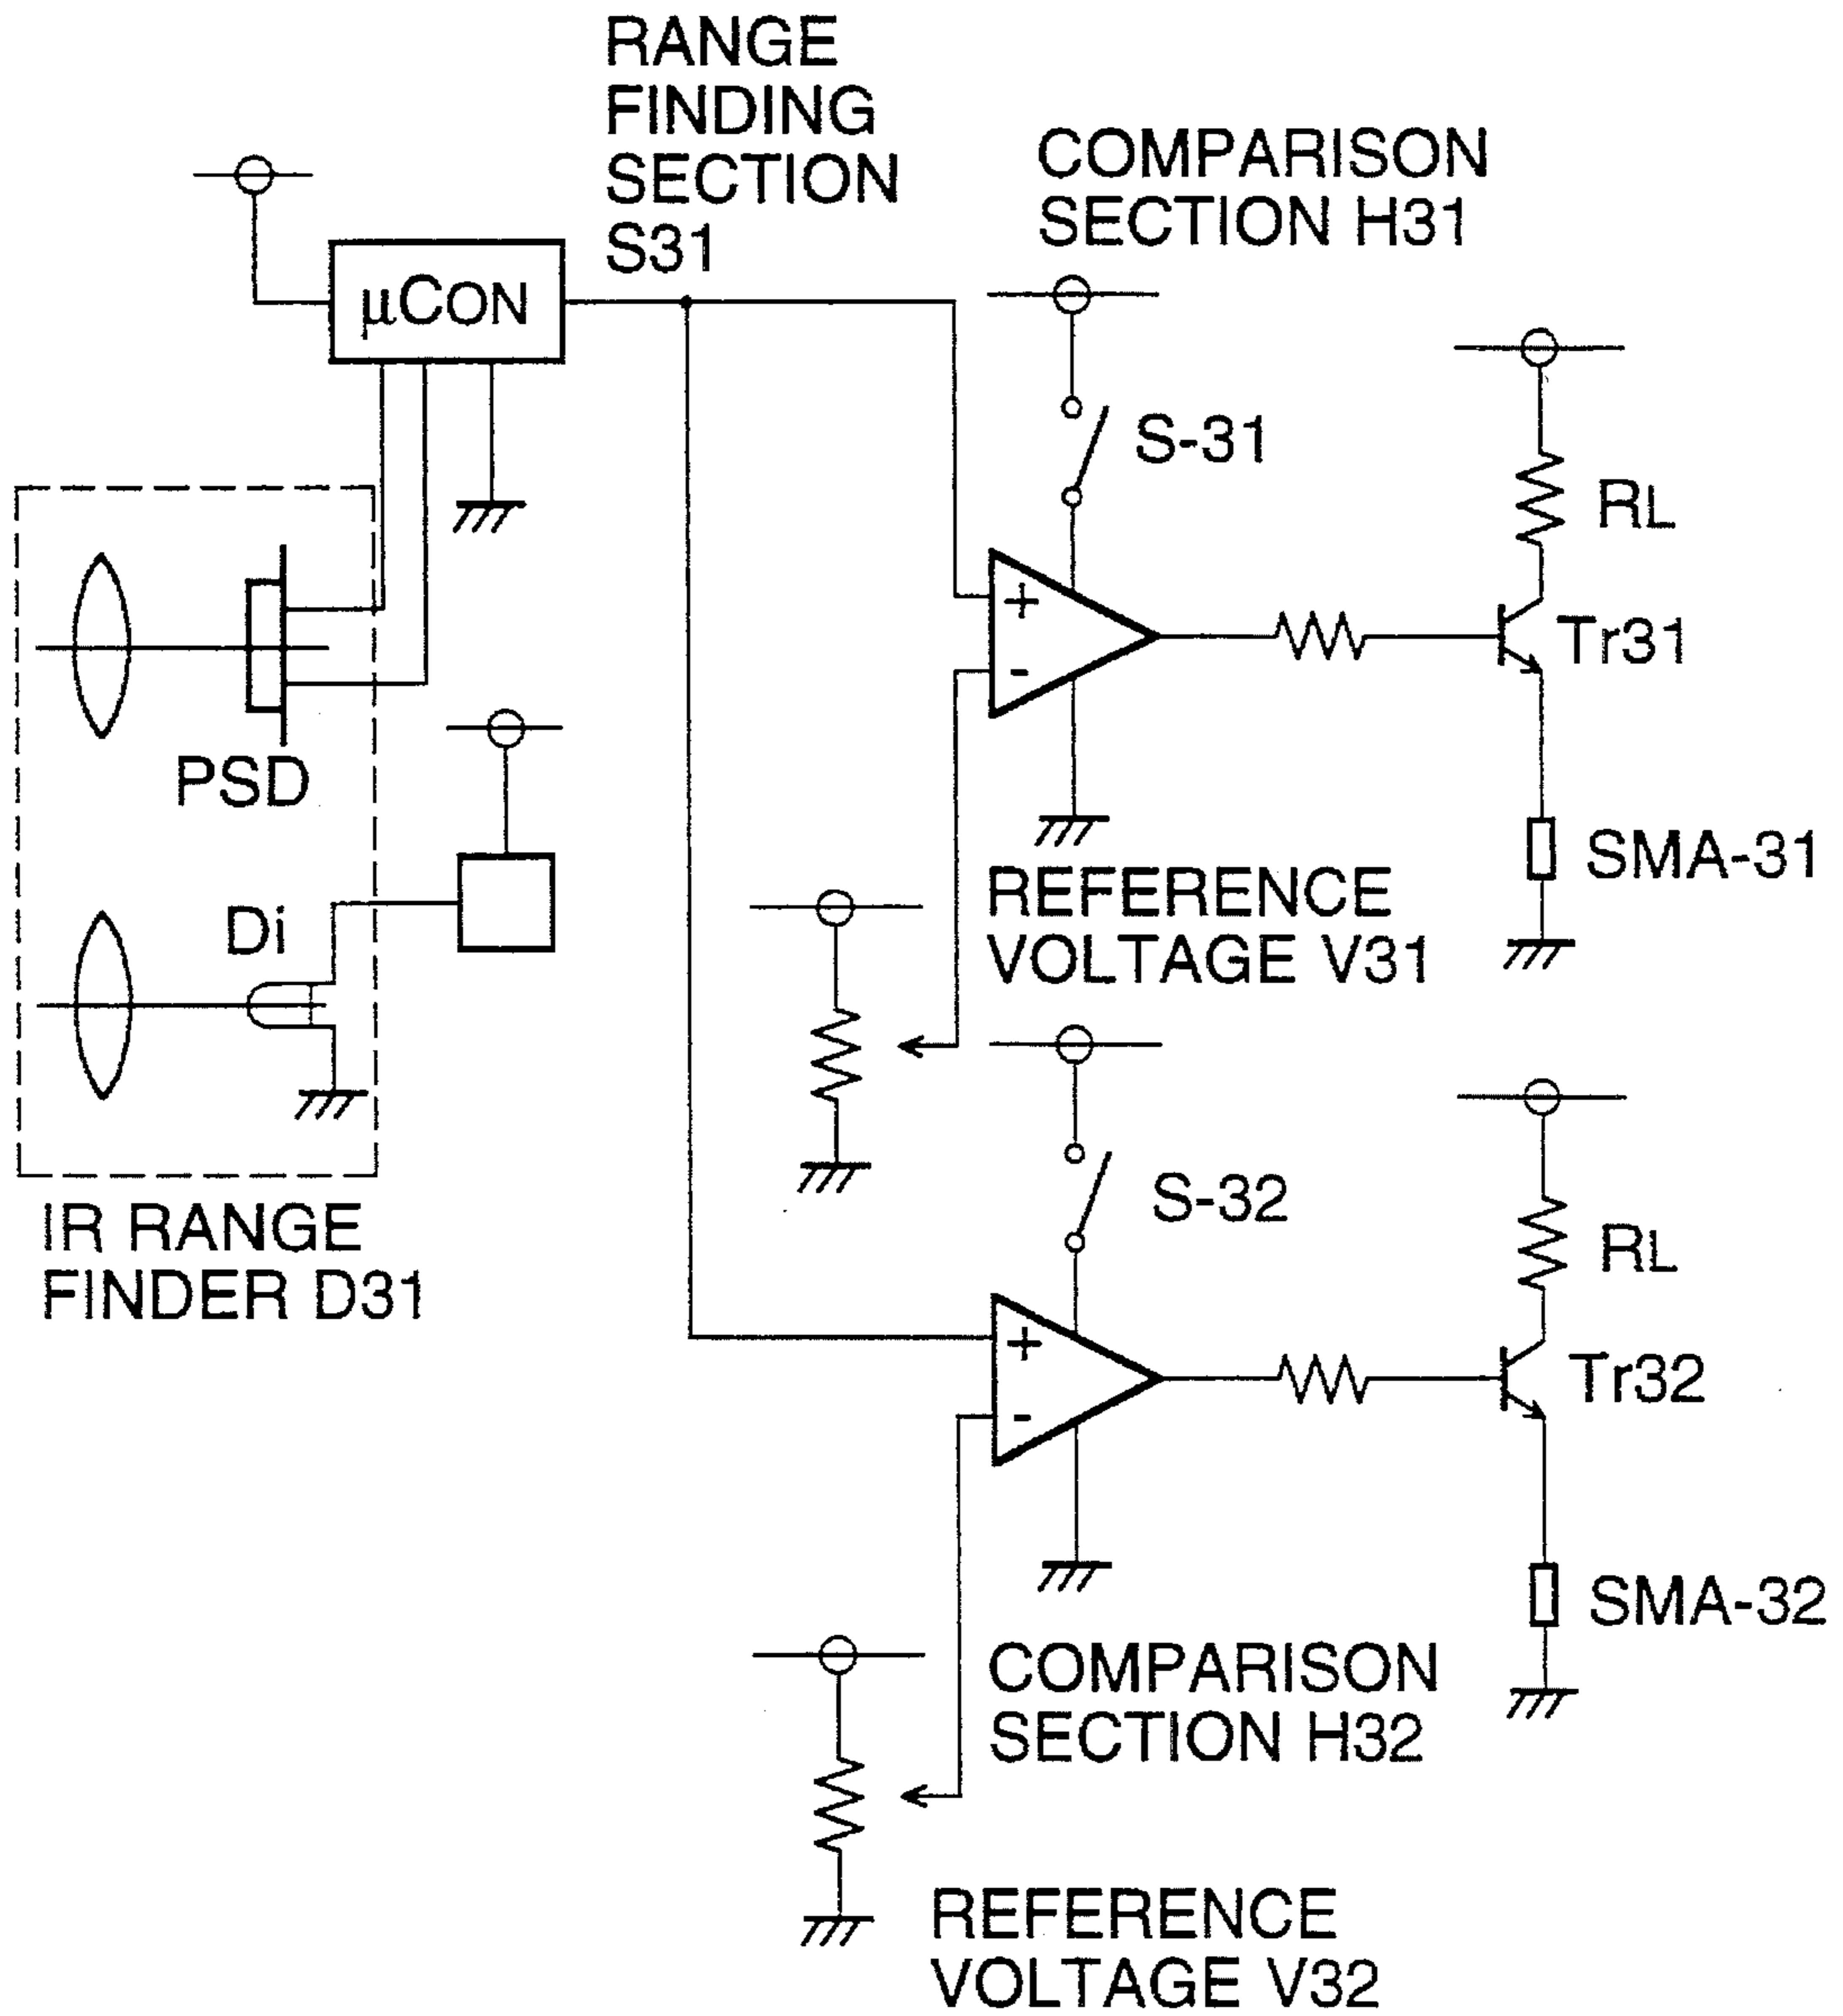 RANGE
FINDING
SECTION
S31
COMPARISON
SECTION H31
μCON
S-31
RL
+
-
Tr31
PSD
SMA-31
REFERENCE
VOLTAGE V31
Di
S-32
IR RANGE
FINDER D31
RL
+
-
Tr32
SMA-32
COMPARISON
SECTION H32
REFERENCE
VOLTAGE V32